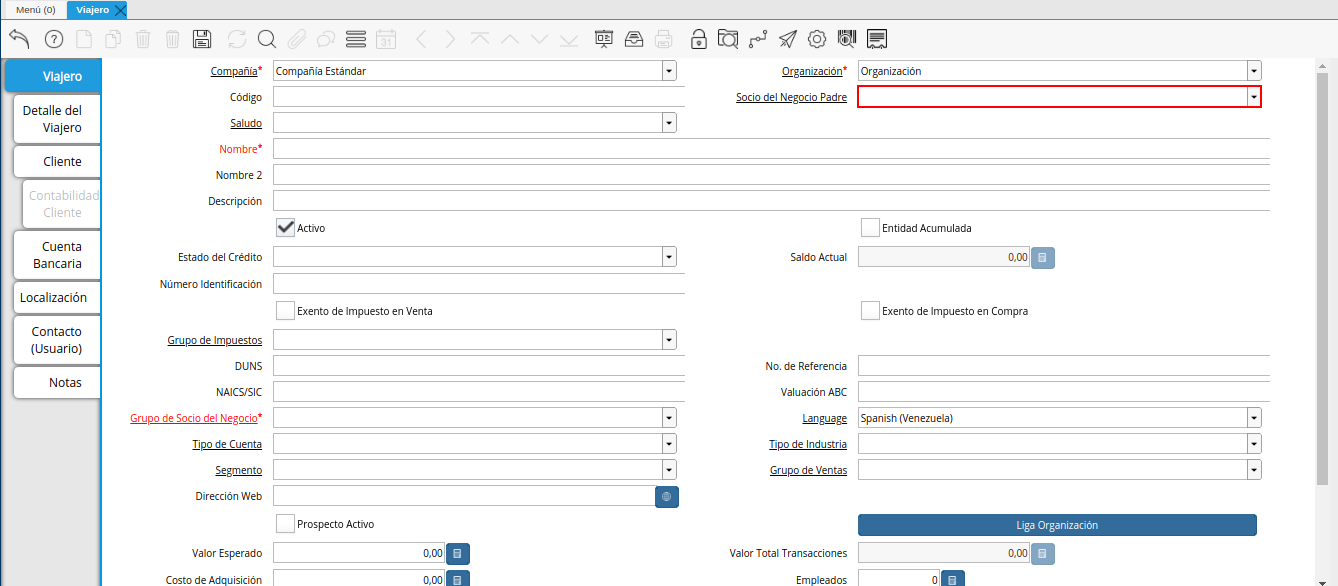 Menú (0)
Viajero
31
Viajero
Detalle del
Viajero
Cliente
Contabilidad
Cliente
Cuenta
Bancaria
Localización
Contacto
(Usuario)
Notas
Compañía* Compañía Estándar
Organización* Organización
Código
Socio del Negocio Padre
Saludo
Nombre*
Nombre 2
Descripción
Activo
Entidad Acumulada
Estado del Crédito
Saldo Actual 0,00
Número Identificación
Exento de Impuesto en Venta
Exento de Impuesto en Compra
Grupo de Impuestos
DUNS
No. de Referencia
NAICS/SIC
Valuación ABC
Grupo de Socio del Negocio*
Language Spanish (Venezuela)
Tipo de Cuenta
Tipo de Industria
Segmento
Grupo de Ventas
Dirección Web
Prospecto Activo
Liga Organización
Valor Esperado 0,00
Valor Total Transacciones 0,00
Costo de Adquisición 0,00
Empleados 0